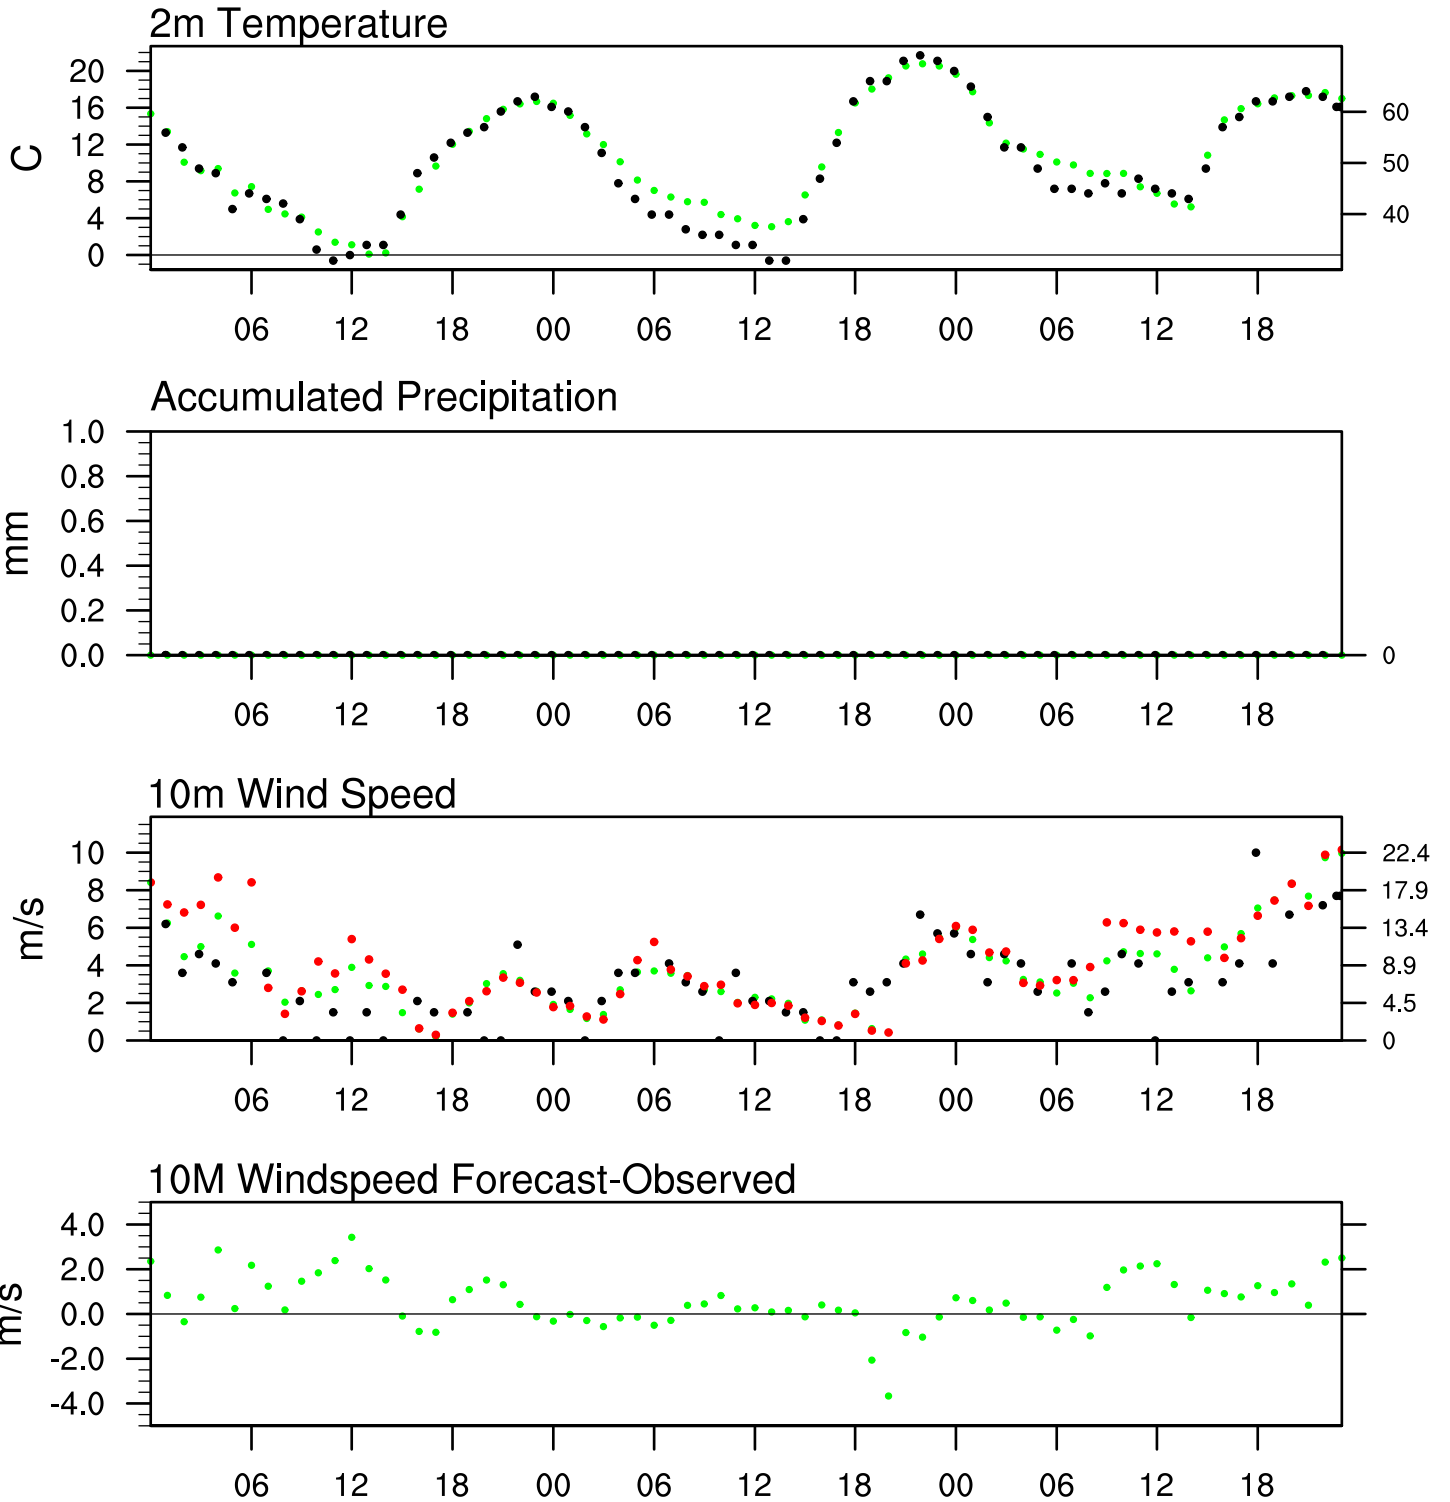 2m Temperature
20
16
12
8
4
0
C
60
50
40
06 12 18 00 06 12 18 00 06 12 18
Accumulated Precipitation
1.0
0.8
0.6
0.4
0.2
0.0
mm
0
06 12 18 00 06 12 18 00 06 12 18
10m Wind Speed
10
8
6
4
2
0
m/s
22.4
17.9
13.4
8.9
4.5
0
06 12 18 00 06 12 18 00 06 12 18
10M Windspeed Forecast-Observed
4.0
2.0
0.0
-2.0
-4.0
m/s
06 12 18 00 06 12 18 00 06 12 18